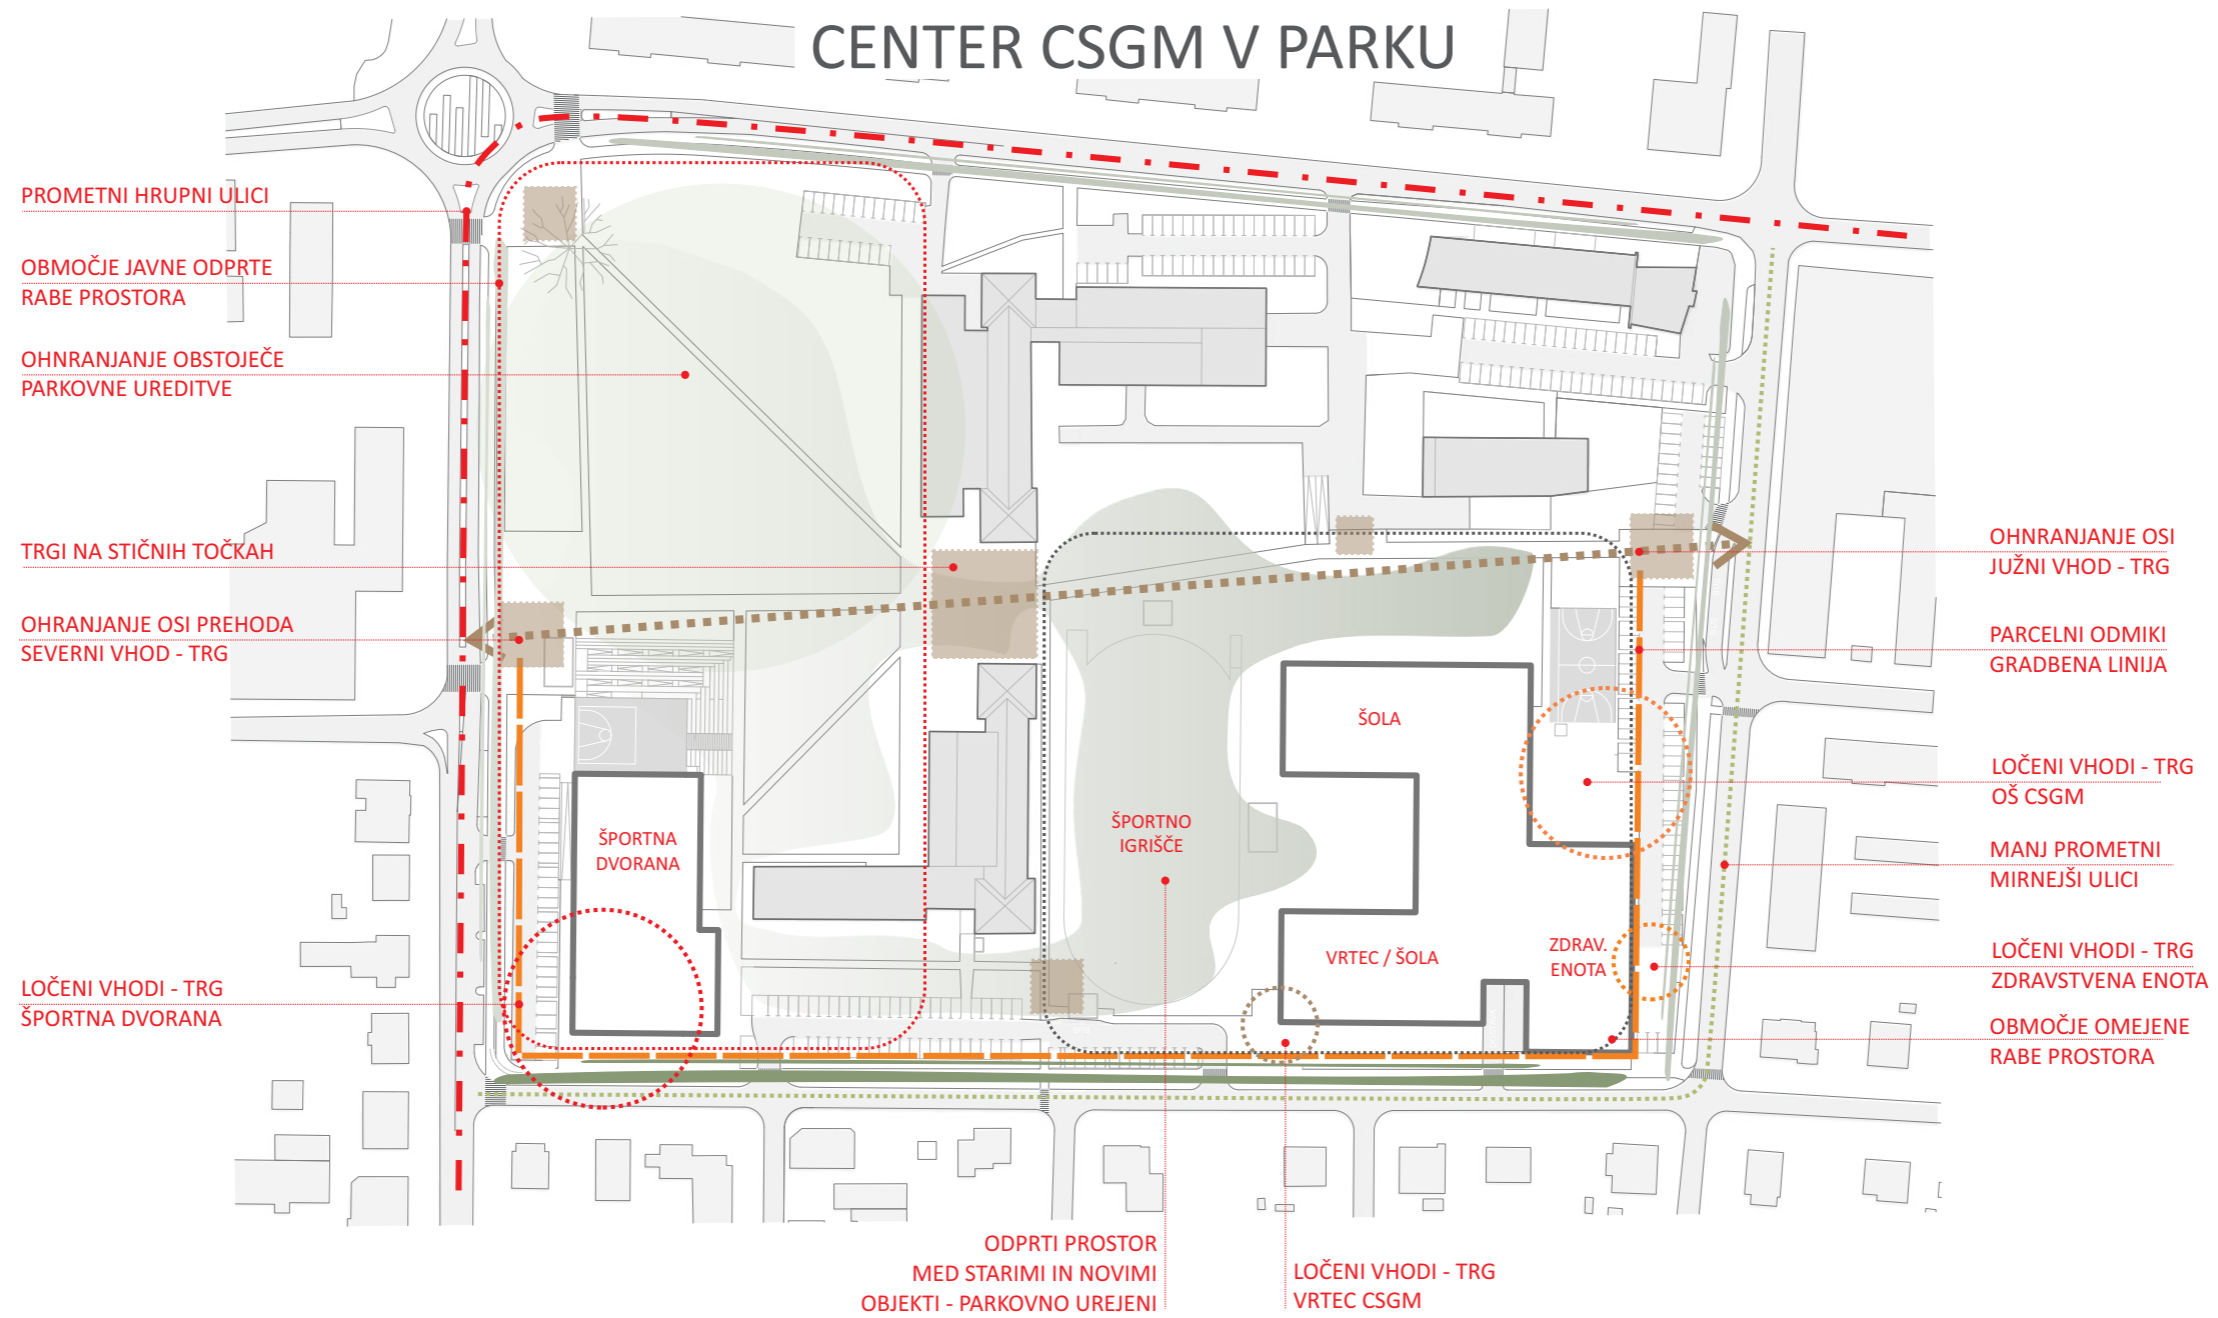 CENTER CSGM V PARKU
PROMETNI HRUPNI ULICI
OBMOČJE JAVNE ODPRTE
RABE PROSTORA
OHNRANJANJE OBSTOJEČE
PARKOVNE UREDITVE
TRGI NA STIČNIH TOČKAH
OHRANJANJE OSI PREHODA
SEVERNI VHOD - TRG
LOČENI VHODI - TRG
ŠPORTNA DVORANA
ŠPORTNA
DVORANA
ŠPORTNO
IGRIŠČE
ŠOLA
VRTEC / ŠOLA
ZDRAV.
ENOTA
OHNRANJANJE OSI
JUŽNI VHOD - TRG
PARCELNI ODMIKI
GRADBENA LINIJA
LOČENI VHODI - TRG
OŠ CSGM
MANJ PROMETNI
MIRNEJŠI ULICI
LOČENI VHODI - TRG
ZDRAVSTVENA ENOTA
OBMOČJE OMEJENE
RABE PROSTORA
ODPRTI PROSTOR
MED STARIMI IN NOVIMI
OBJEKTI - PARKOVNO UREJENI
LOČENI VHODI - TRG
VRTEC CSGM